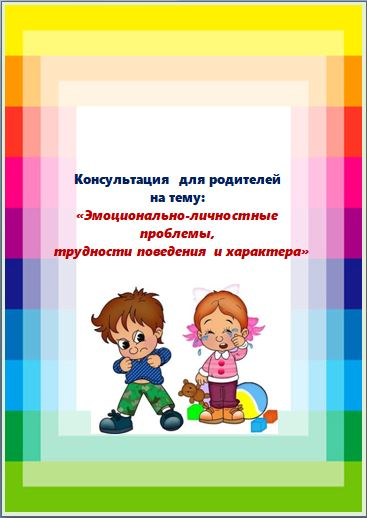 Консультация для родителей
на тему:
«Эмоционально-личностные
проблемы,
трудности поведения и характера»